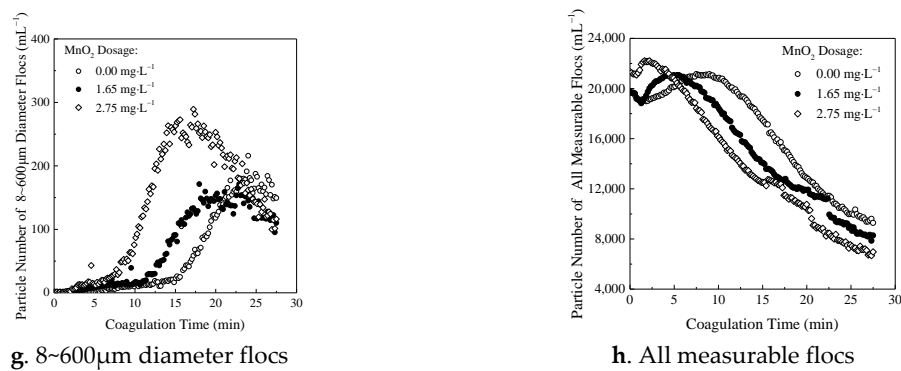 400
300
200
100
0
0 5 10 15 20 25 30
MnO₂ Dosage:
0.00 mg·L⁻¹
1.65 mg·L⁻¹
2.75 mg·L⁻¹
Particle Number of 8~600μm Diameter Flocs (mL⁻¹)
Coagulation Time (min)
g. 8~600μm diameter flocs
24,000
20,000
16,000
12,000
8,000
4,000
0 5 10 15 20 25 30
MnO₂ Dosage:
0.00 mg·L⁻¹
1.65 mg·L⁻¹
2.75 mg·L⁻¹
Particle Number of All Measurable Flocs (mL⁻¹)
Coagulation Time (min)
h. All measurable flocs